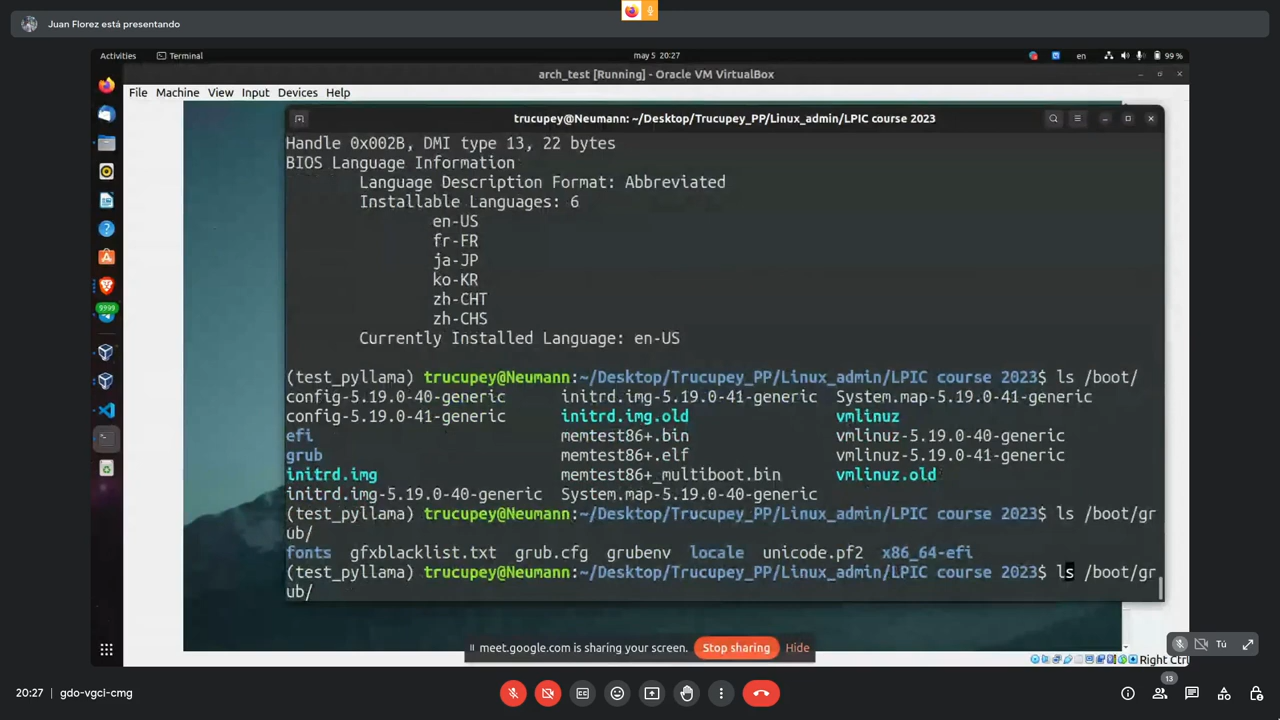 Juan Florez está presentando
Activities
Terminal
may 5 20:27
en
99 %
arch_test [Running] - Oracle VM VirtualBox
File Machine View Input Devices Help
trucupey@Neumann: ~/Desktop/Trucupey_PP/Linux_admin/LPIC course 2023
Handle 0x002B, DMI type 13, 22 bytes
BIOS Language Information
Language Description Format: Abbreviated
Installable Languages: 6
en-US
fr-FR
ja-JP
ko-KR
zh-CHT
zh-CHS
Currently Installed Language: en-US
(test_pyllama) trucupey@Neumann:~/Desktop/Trucupey_PP/Linux_admin/LPIC course 2023$ ls /boot/
config-5.19.0-40-generic initrd.img-5.19.0-41-generic System.map-5.19.0-41-generic
config-5.19.0-41-generic initrd.img.old vmlinuz
efi memtest86+.bin vmlinuz-5.19.0-40-generic
grub memtest86+.elf vmlinuz-5.19.0-41-generic
initrd.img memtest86+_multiboot.bin vmlinuz.old
initrd.img-5.19.0-40-generic System.map-5.19.0-40-generic
(test_pyllama) trucupey@Neumann:~/Desktop/Trucupey_PP/Linux_admin/LPIC course 2023$ ls /boot/gr
ub/
fonts gfxblacklist.txt grub.cfg grubenv locale unicode.pf2 x86_64-efi
(test_pyllama) trucupey@Neumann:~/Desktop/Trucupey_PP/Linux_admin/LPIC course 2023$ ls /boot/gr
ub/
9999
meet.google.com is sharing your screen.
Stop sharing
Hide
Tú
Right Ctrl
20:27
gdo-vgci-cmg
13